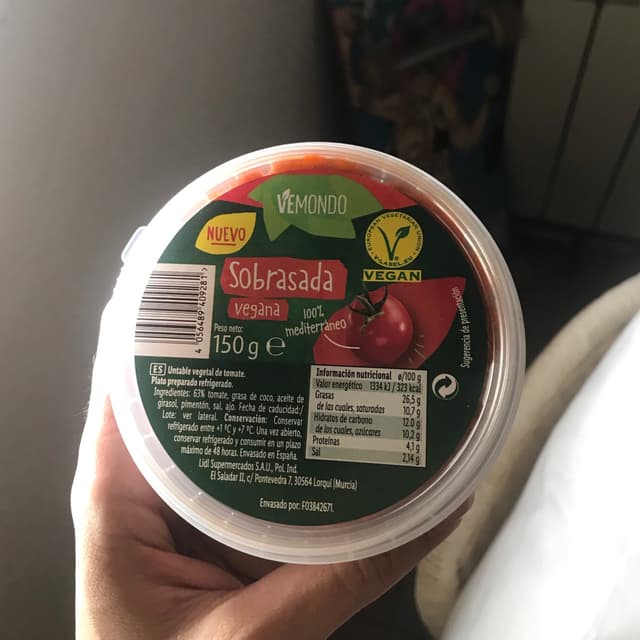 VEMONDO
NUEVO
EUROPEAN VEGETARIAN UNION
V-LABEL.EU
VEGAN
Sobrasada
vegana
100%
mediterráneo
Peso neto:
150 g e
4 056489 409281 >
Sugerencia de presentación
ES Untable vegetal de tomate.
Plato preparado refrigerado.
Ingredientes: 63% tomate, grasa de coco, aceite de
girasol, pimentón, sal, ajo. Fecha de caducidad/
Lote: ver lateral. Conservación: Conservar
refrigerado entre +1 °C y +7 °C. Una vez abierto,
conservar refrigerado y consumir en un plazo
máximo de 48 horas. Envasado en España.
Lidl Supermercados S.A.U., Pol. Ind.
El Saladar II, c/ Pontevedra 7, 30564 Lorquí (Murcia)
Envasado por: F03842671.
Información nutricional ø/100 g
Valor energético 1334 kJ / 323 kcal
Grasas 26,5 g
de las cuales, saturadas 10,7 g
Hidratos de carbono 12,0 g
de los cuales, azúcares 10,2 g
Proteínas 4,1 g
Sal 2,14 g